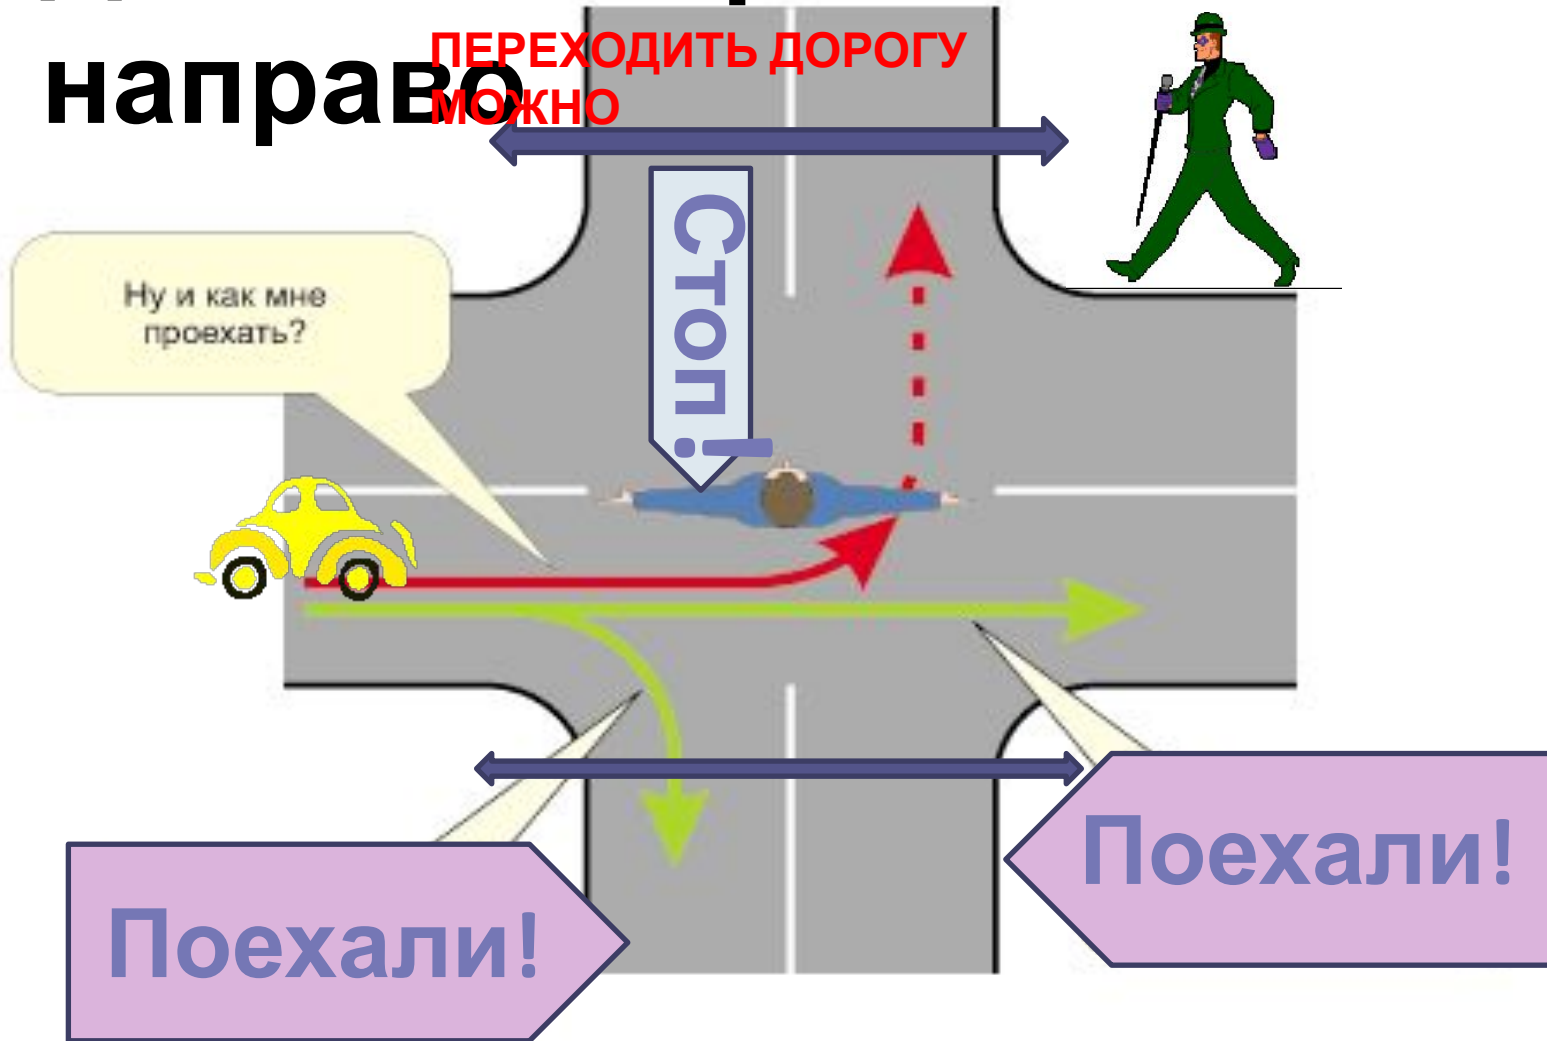 направо
ПЕРЕХОДИТЬ ДОРОГУ
МОЖНО
Стоп!
Ну и как мне
проехать?
Поехали!
Поехали!